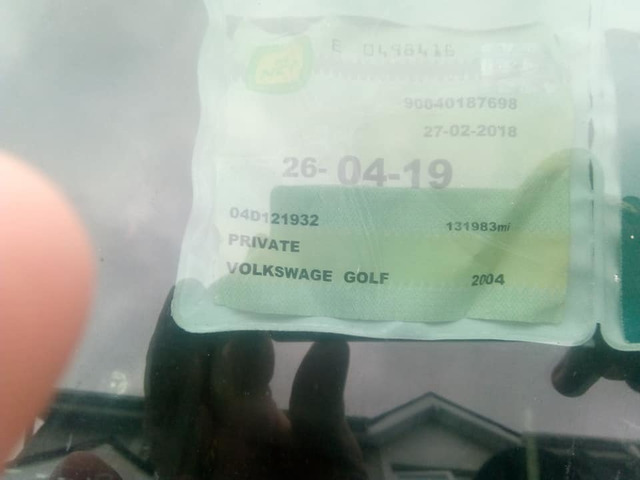 E 0496416
90040187698
27-02-2018
26-04-19
04D121932 131983mi
PRIVATE
VOLKSWAGE GOLF 2004